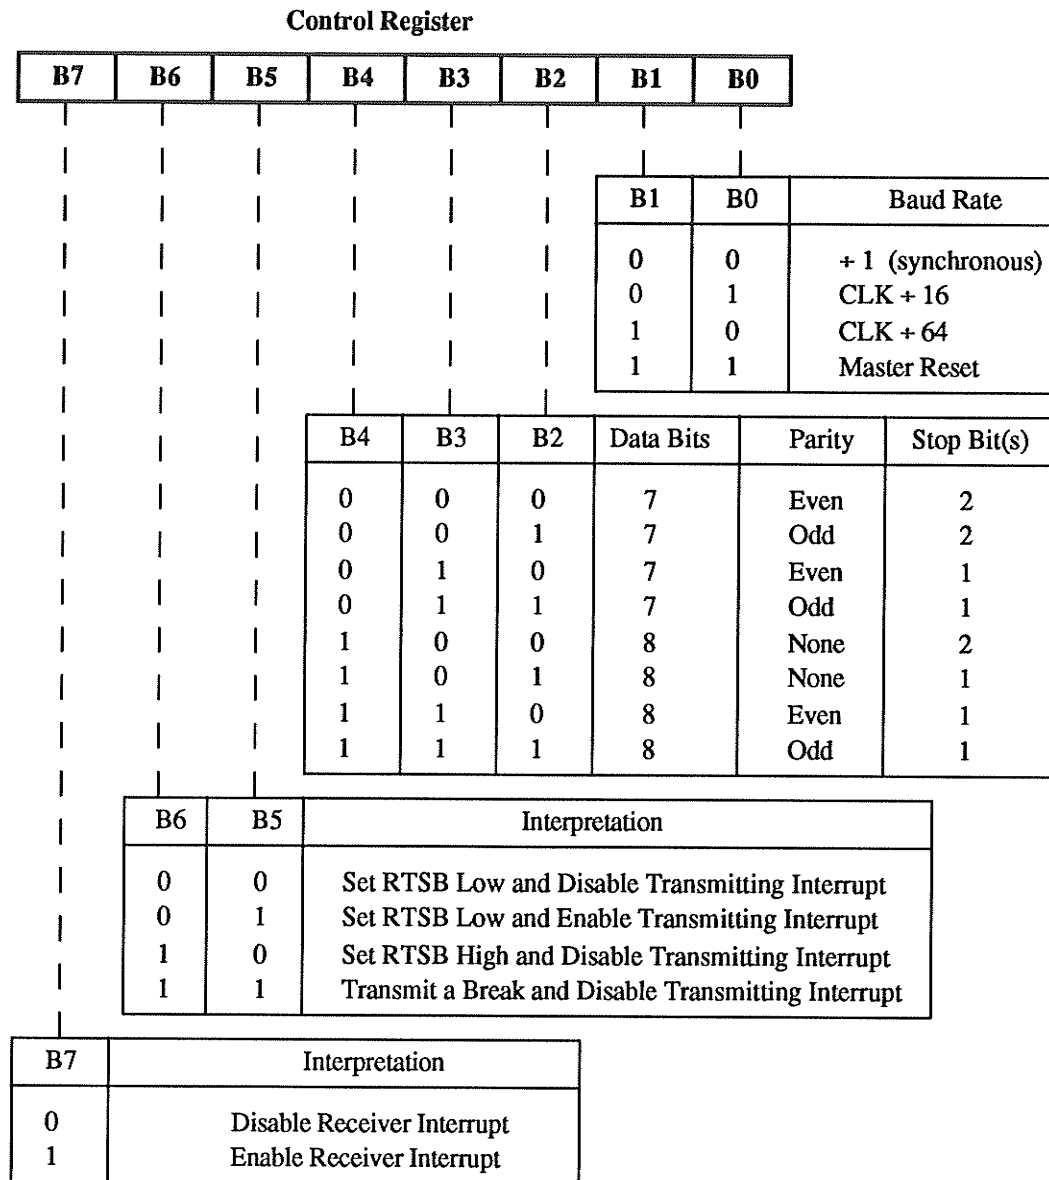 Control Register
B7 B6 B5 B4 B3 B2 B1 B0
B1 B0 Baud Rate
0 0 ÷ 1 (synchronous)
0 1 CLK ÷ 16
1 0 CLK ÷ 64
1 1 Master Reset
B4 B3 B2 Data Bits Parity Stop Bit(s)
0 0 0 7 Even 2
0 0 1 7 Odd 2
0 1 0 7 Even 1
0 1 1 7 Odd 1
1 0 0 8 None 2
1 0 1 8 None 1
1 1 0 8 Even 1
1 1 1 8 Odd 1
B6 B5 Interpretation
0 0 Set RTSB Low and Disable Transmitting Interrupt
0 1 Set RTSB Low and Enable Transmitting Interrupt
1 0 Set RTSB High and Disable Transmitting Interrupt
1 1 Transmit a Break and Disable Transmitting Interrupt
B7 Interpretation
0 Disable Receiver Interrupt
1 Enable Receiver Interrupt